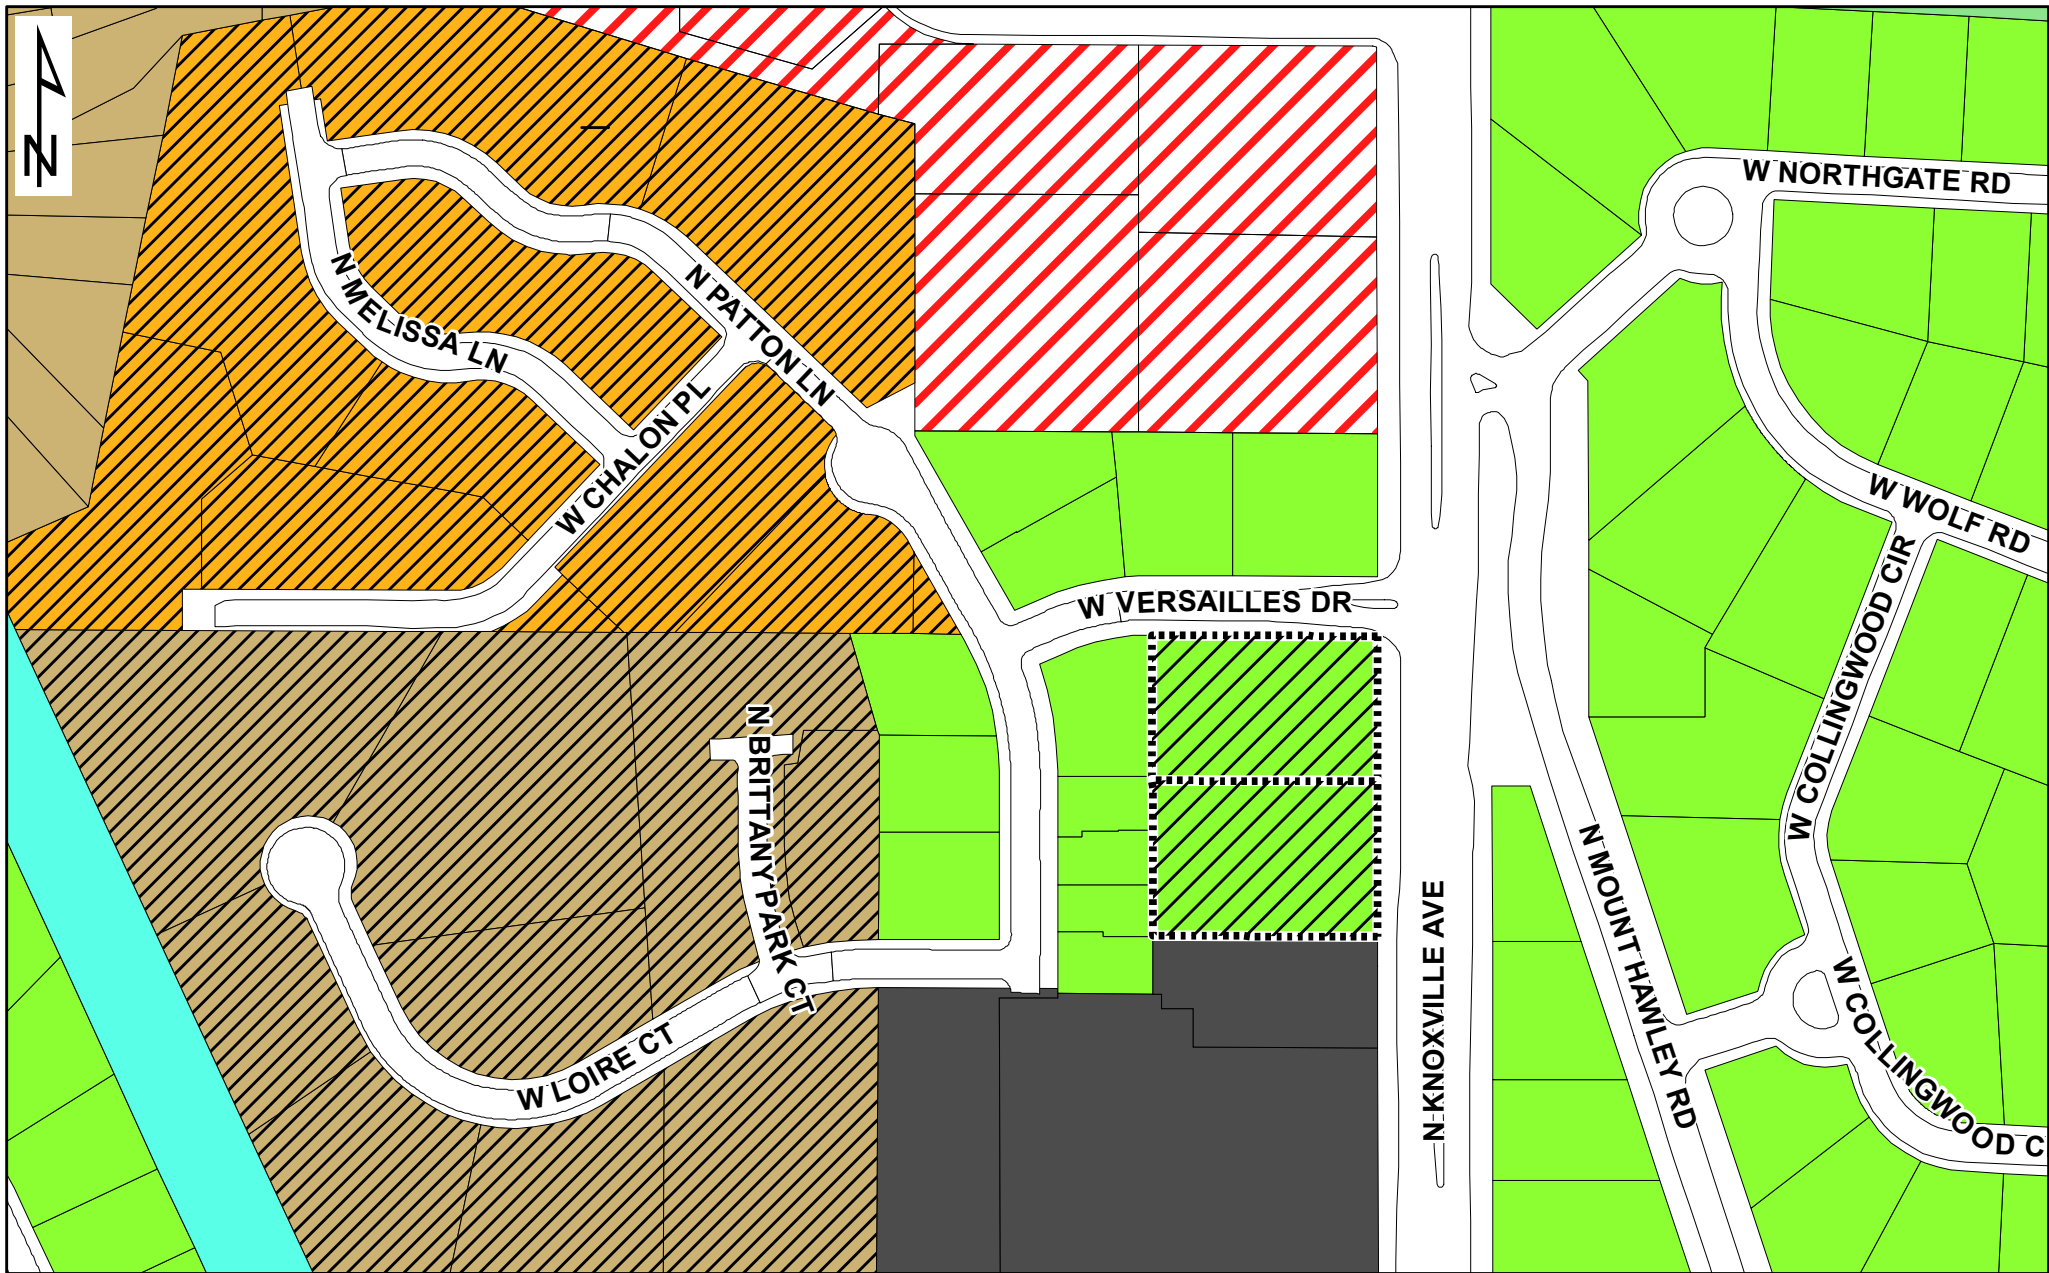 N
W NORTHGATE RD
N MELISSA LN
N PATTON LN
W CHALON PL
W WOLF RD
W VERSAILLES DR
W COLLINGWOOD CIR
N BRITTANY PARK CT
N MOUNT HAWLEY RD
N KNOXVILLE AVE
W COLLINGWOOD C
W LOIRE CT